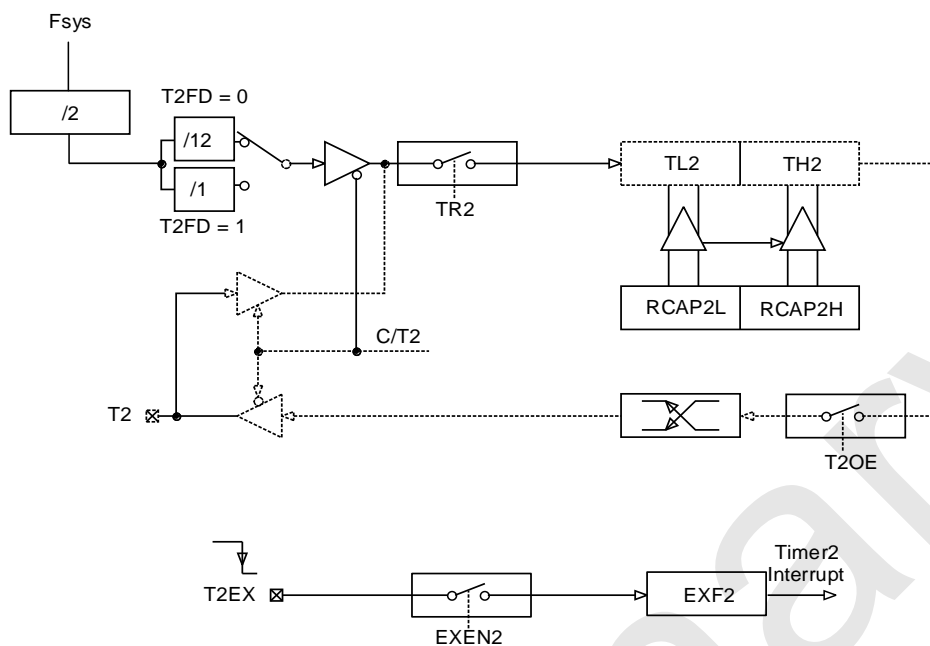 Fsys
/2
T2FD = 0
/12
/1
T2FD = 1
TR2
TL2
TH2
RCAP2L
RCAP2H
C/T2
T2
T2OE
T2EX
EXEN2
EXF2
Timer2
Interrupt